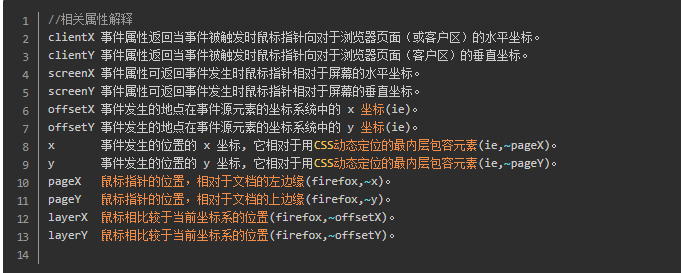 1 //相关属性解释
2 clientX 事件属性返回当事件被触发时鼠标指针向对于浏览器页面（或客户区）的水平坐标。
3 clientY 事件属性返回当事件被触发时鼠标指针向对于浏览器页面（客户区）的垂直坐标。
4 screenX 事件属性可返回事件发生时鼠标指针相对于屏幕的水平坐标。
5 screenY 事件属性可返回事件发生时鼠标指针相对于屏幕的垂直坐标。
6 offsetX 事件发生的地点在事件源元素的坐标系统中的 x 坐标(ie)。
7 offsetY 事件发生的地点在事件源元素的坐标系统中的 y 坐标(ie)。
8 x 事件发生的位置的 x 坐标，它相对于用CSS动态定位的最内层包容元素(ie,~pageX)。
9 y 事件发生的位置的 y 坐标，它相对于用CSS动态定位的最内层包容元素(ie,~pageY)。
10 pageX 鼠标指针的位置，相对于文档的左边缘(firefox,~x)。
11 pageY 鼠标指针的位置，相对于文档的上边缘(firefox,~y)。
12 layerX 鼠标相比较于当前坐标系的位置(firefox,~offsetX)。
13 layerY 鼠标相比较于当前坐标系的位置(firefox,~offsetY)。
14